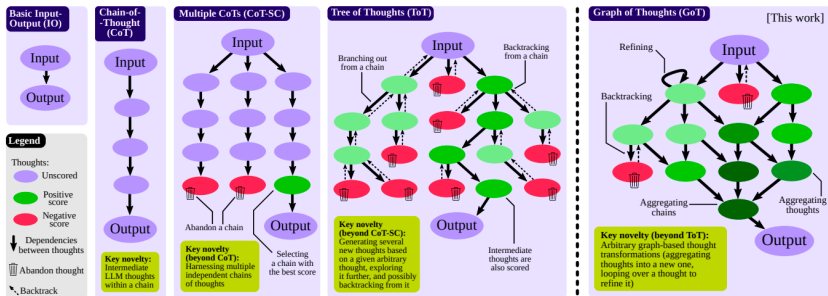 Basic Input-
Output (IO)
Input
Output
Legend
Thoughts:
Unscored
Positive
score
Negative
score
Dependencies
between thoughts
Abandon thought
Backtrack
Chain-of-
-Thought
(CoT)
Input
Output
Key novelty:
Intermediate
LLM thoughts
within a chain
Multiple CoTs (CoT-SC)
Input
Abandon a chain
Output
Selecting
a chain with
the best score
Key novelty
(beyond CoT):
Harnessing multiple
independent chains
of thoughts
Tree of Thoughts (ToT)
Input
Branching out
from a chain
Backtracking
from a chain
Output
Intermediate
thoughts are
also scored
Key novelty
(beyond CoT-SC):
Generating several
new thoughts based
on a given arbitrary
thought, exploring
it further, and possibly
backtracking from it
Graph of Thoughts (GoT)
[This work]
Refining
Input
Backtracking
Aggregating
chains
Aggregating
thoughts
Output
Key novelty (beyond ToT):
Arbitrary graph-based thought
transformations (aggregating
thoughts into a new one,
looping over a thought to
refine it)